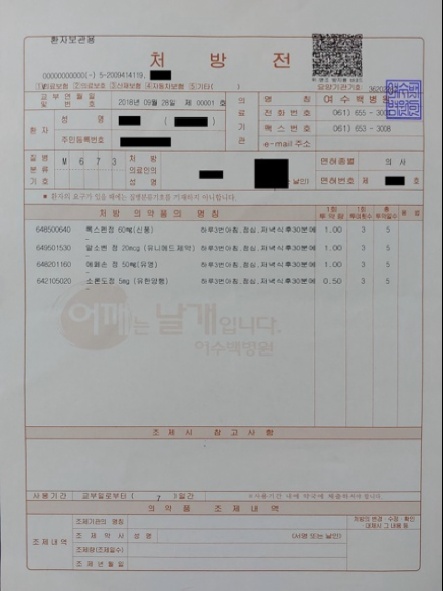 환자보관용
처 방 전
000000000000(-) 5-2009414119,
①의료보험 ②의료보호 ③산재보험 ④자동차보험 ⑤기타( )
요양기관기호:
교 부 연 월 일 및 번 호
2018년 09월 28일 제 00001 호
의 료 기 관
명 칭 여수백병원
전 화 번 호 061) 655 - 300
팩 스 번 호 061) 653 - 3008
e-mail 주소
환 자
성 명
주민등록번호
질 병 분 류 기 호
M 6 7 3
처 방 의료인의 성 명
면허종별 의 사
면허번호 제 호
* 환자의 요구가 있을 때에는 질병분류기호를 기재하지 아니합니다.
처 방 의 약 품 의 명 칭
1회 투약량 1일 투여횟수 총 투약일수 용 법
648500640 록스펜정 60mg(신풍) 하루3번아침,점심,저녁식후30분에 1.00 3 5
649501530 알소벤 정 20mcg (유니메드제약) 하루3번아침,점심,저녁식후30분에 1.00 3 5
648201160 에페손 정 50mg(유영) 하루3번아침,점심,저녁식후30분에 1.00 3 5
642105020 소론도정 5mg (유한양행) 하루3번아침,점심,저녁식후30분에 0.50 3 5
어깨는 날개입니다.
여수백병원
조 제 시 참 고 사 항
사 용 기 간 교부일로부터 ( 7 )일간 ※사용기간 내에 약국에 제출하셔야 합니다.
의 약 품 조 제 내 역
조 제 내 역
조제기관의 명칭
처방의 변경·수정·확인
대체시 그 내용 등
조 제 약 사 성 명 (서명 또는 날인)
조제량(조제일수)
조 제 년 월 일